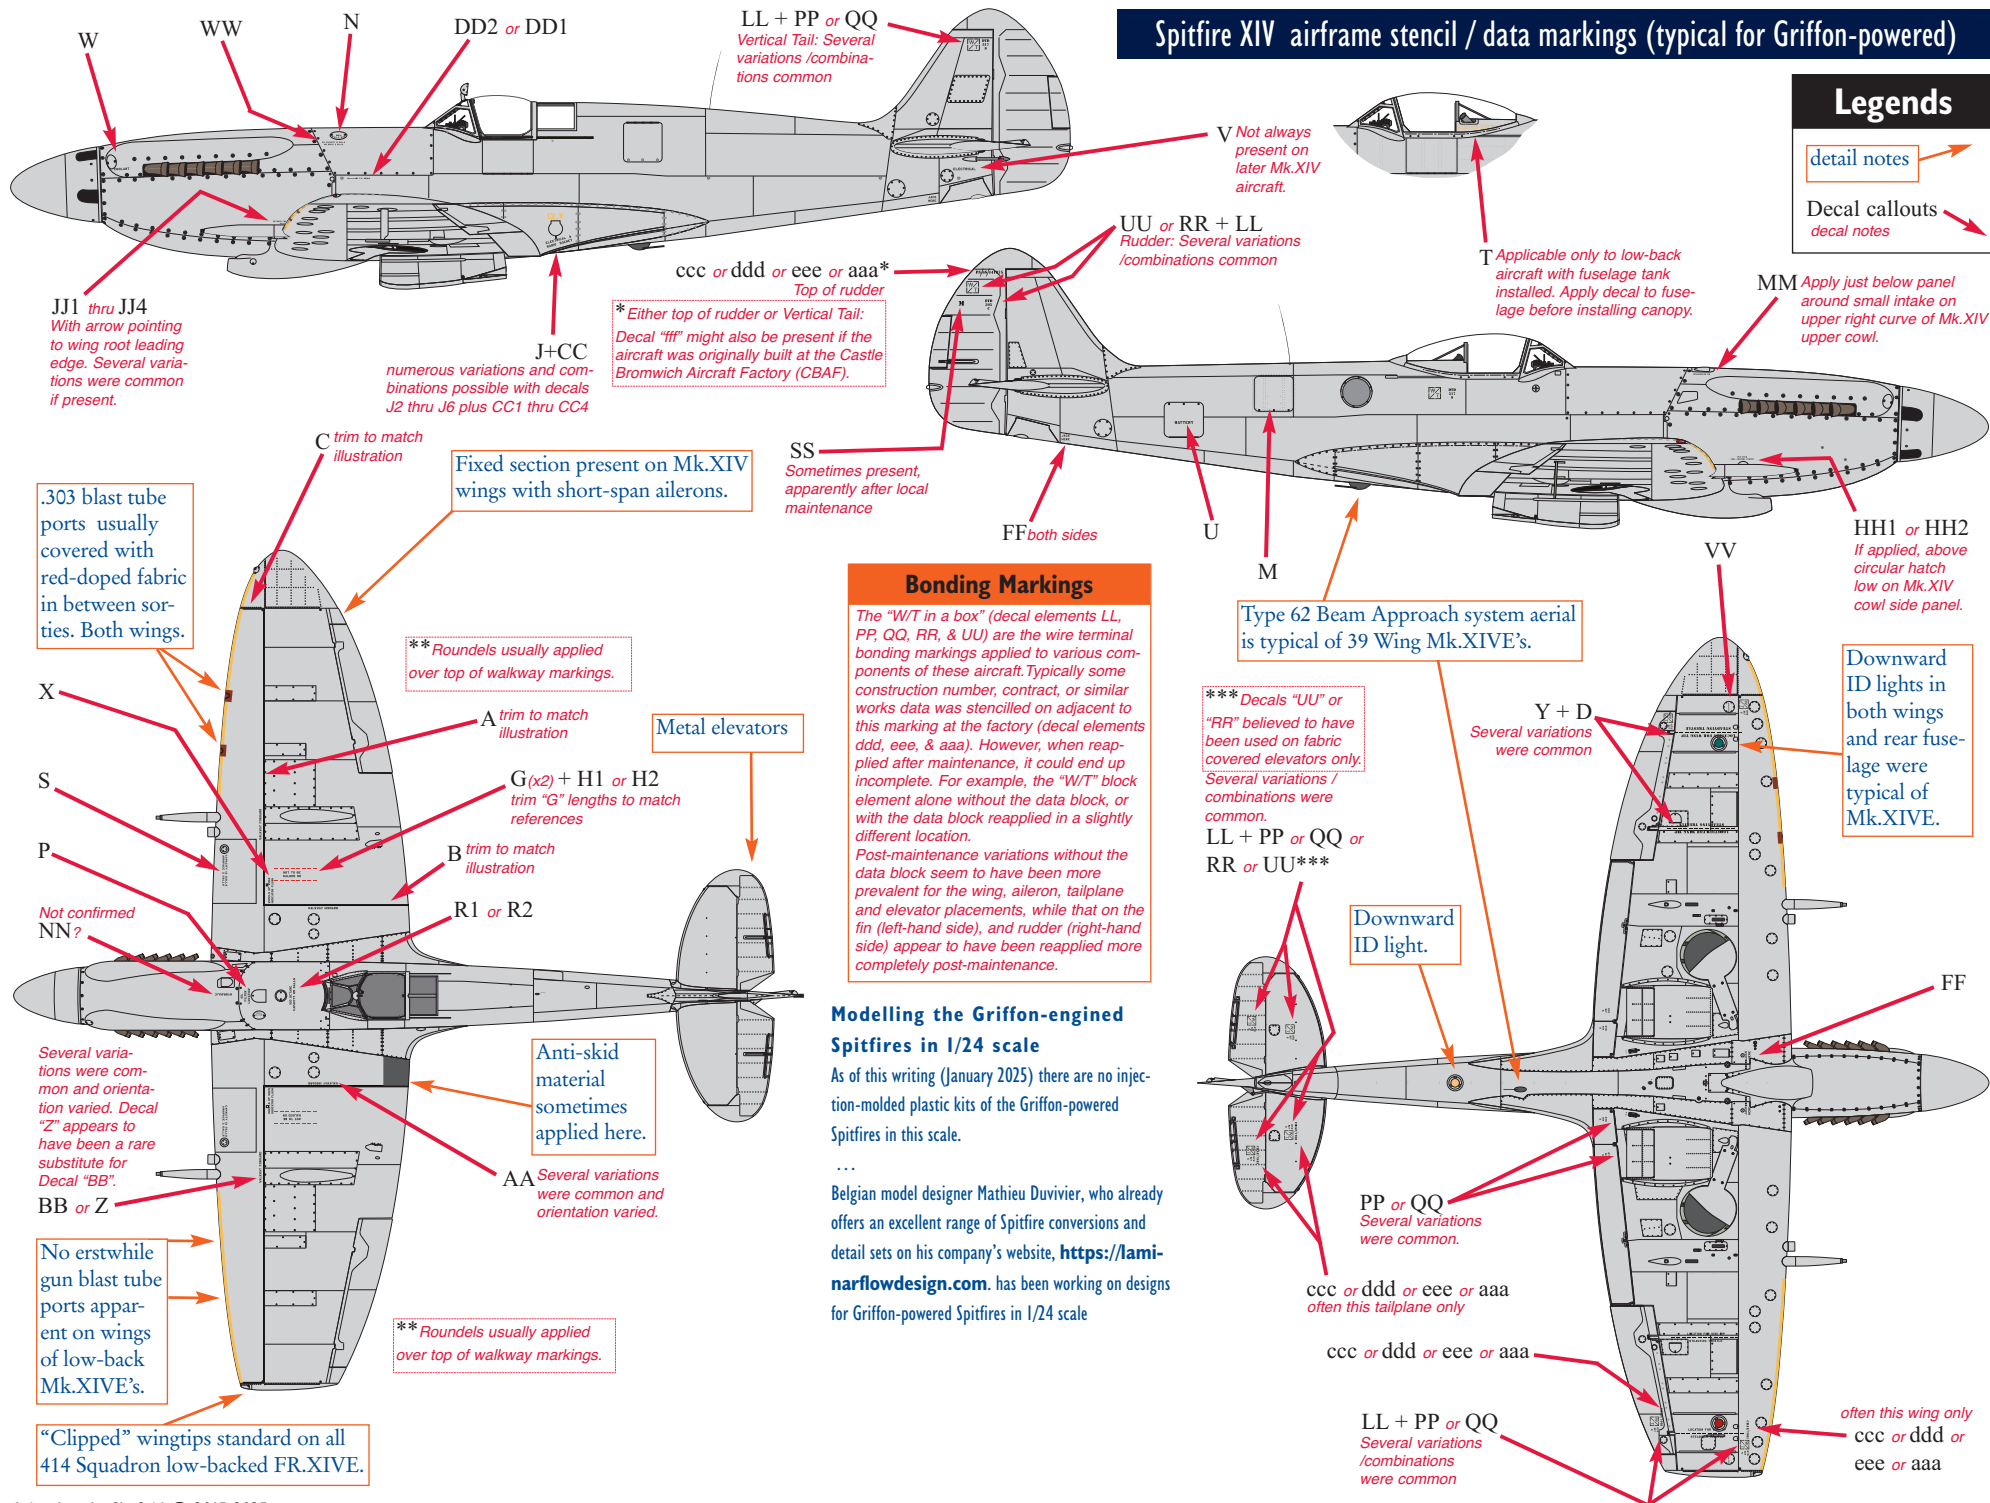 Spitfire XIV airframe stencil / data markings (typical for Griffon-powered)
Legends
detail notes
Decal callouts
decal notes
W
WW
N
DD2 or DD1
LL + PP or QQ
Vertical Tail: Several
variations /combina-
tions common
V Not always
present on
later Mk.XIV
aircraft.
JJ1 thru JJ4
With arrow pointing
to wing root leading
edge. Several varia-
tions were common
if present.
J+CC
numerous variations and com-
binations possible with decals
J2 thru J6 plus CC1 thru CC4
ELECTRICAL
UU or RR + LL
Rudder: Several variations
/combinations common
ccc or ddd or eee or aaa*
Top of rudder
*Either top of rudder or Vertical Tail:
Decal “fff” might also be present if the
aircraft was originally built at the Castle
Bromwich Aircraft Factory (CBAF).
T Applicable only to low-back
aircraft with fuselage tank
installed. Apply decal to fuse-
lage before installing canopy.
MM Apply just below panel
around small intake on
upper right curve of Mk.XIV
upper cowl.
SS
Sometimes present,
apparently after local
maintenance
FF both sides
BATTERY
U
M
HH1 or HH2
If applied, above
circular hatch
low on Mk.XIV
cowl side panel.
C trim to match
illustration
Fixed section present on Mk.XIV
wings with short-span ailerons.
.303 blast tube
ports usually
covered with
red-doped fabric
in between sor-
ties. Both wings.
**Roundels usually applied
over top of walkway markings.
X
A trim to match
illustration
S
G(x2) + H1 or H2
trim “G” lengths to match
references
P
B trim to match
illustration
Not confirmed
NN?
R1 or R2
Metal elevators
Several varia-
tions were com-
mon and orienta-
tion varied. Decal
“Z” appears to
have been a rare
substitute for
Decal “BB”.
BB or Z
Anti-skid
material
sometimes
applied here.
AA Several variations
were common and
orientation varied.
No erstwhile
gun blast tube
ports appar-
ent on wings
of low-back
Mk.XIVE’s.
**Roundels usually applied
over top of walkway markings.
“Clipped” wingtips standard on all
414 Squadron low-backed FR.XIVE.
Bonding Markings
The “W/T in a box” (decal elements LL,
PP, QQ, RR, & UU) are the wire terminal
bonding markings applied to various com-
ponents of these aircraft.Typically some
construction number, contract, or similar
works data was stencilled on adjacent to
this marking at the factory (decal elements
ddd, eee, & aaa). However, when reap-
plied after maintenance, it could end up
incomplete. For example, the “W/T” block
element alone without the data block, or
with the data block reapplied in a slightly
different location.
Post-maintenance variations without the
data block seem to have been more
prevalent for the wing, aileron, tailplane
and elevator placements, while that on the
fin (left-hand side), and rudder (right-hand
side) appear to have been reapplied more
completely post-maintenance.
Modelling the Griffon-engined
Spitfires in 1/24 scale
As of this writing (January 2025) there are no injec-
tion-molded plastic kits of the Griffon-powered
Spitfires in this scale.
...
Belgian model designer Mathieu Duvivier, who already
offers an excellent range of Spitfire conversions and
detail sets on his company’s website, https://lami-
narflowdesign.com. has been working on designs
for Griffon-powered Spitfires in 1/24 scale
Type 62 Beam Approach system aerial
is typical of 39 Wing Mk.XIVE’s.
***Decals “UU” or
“RR” believed to have
been used on fabric
covered elevators only.
Several variations /
combinations were
common.
LL + PP or QQ or
RR or UU***
Y + D
Several variations
were common
VV
Downward
ID lights in
both wings
and rear fuse-
lage were
typical of
Mk.XIVE.
Downward
ID light.
FF
PP or QQ
Several variations
were common.
ccc or ddd or eee or aaa
often this tailplane only
ccc or ddd or eee or aaa
LL + PP or QQ
Several variations
/combinations
were common
often this wing only
ccc or ddd or
eee or aaa